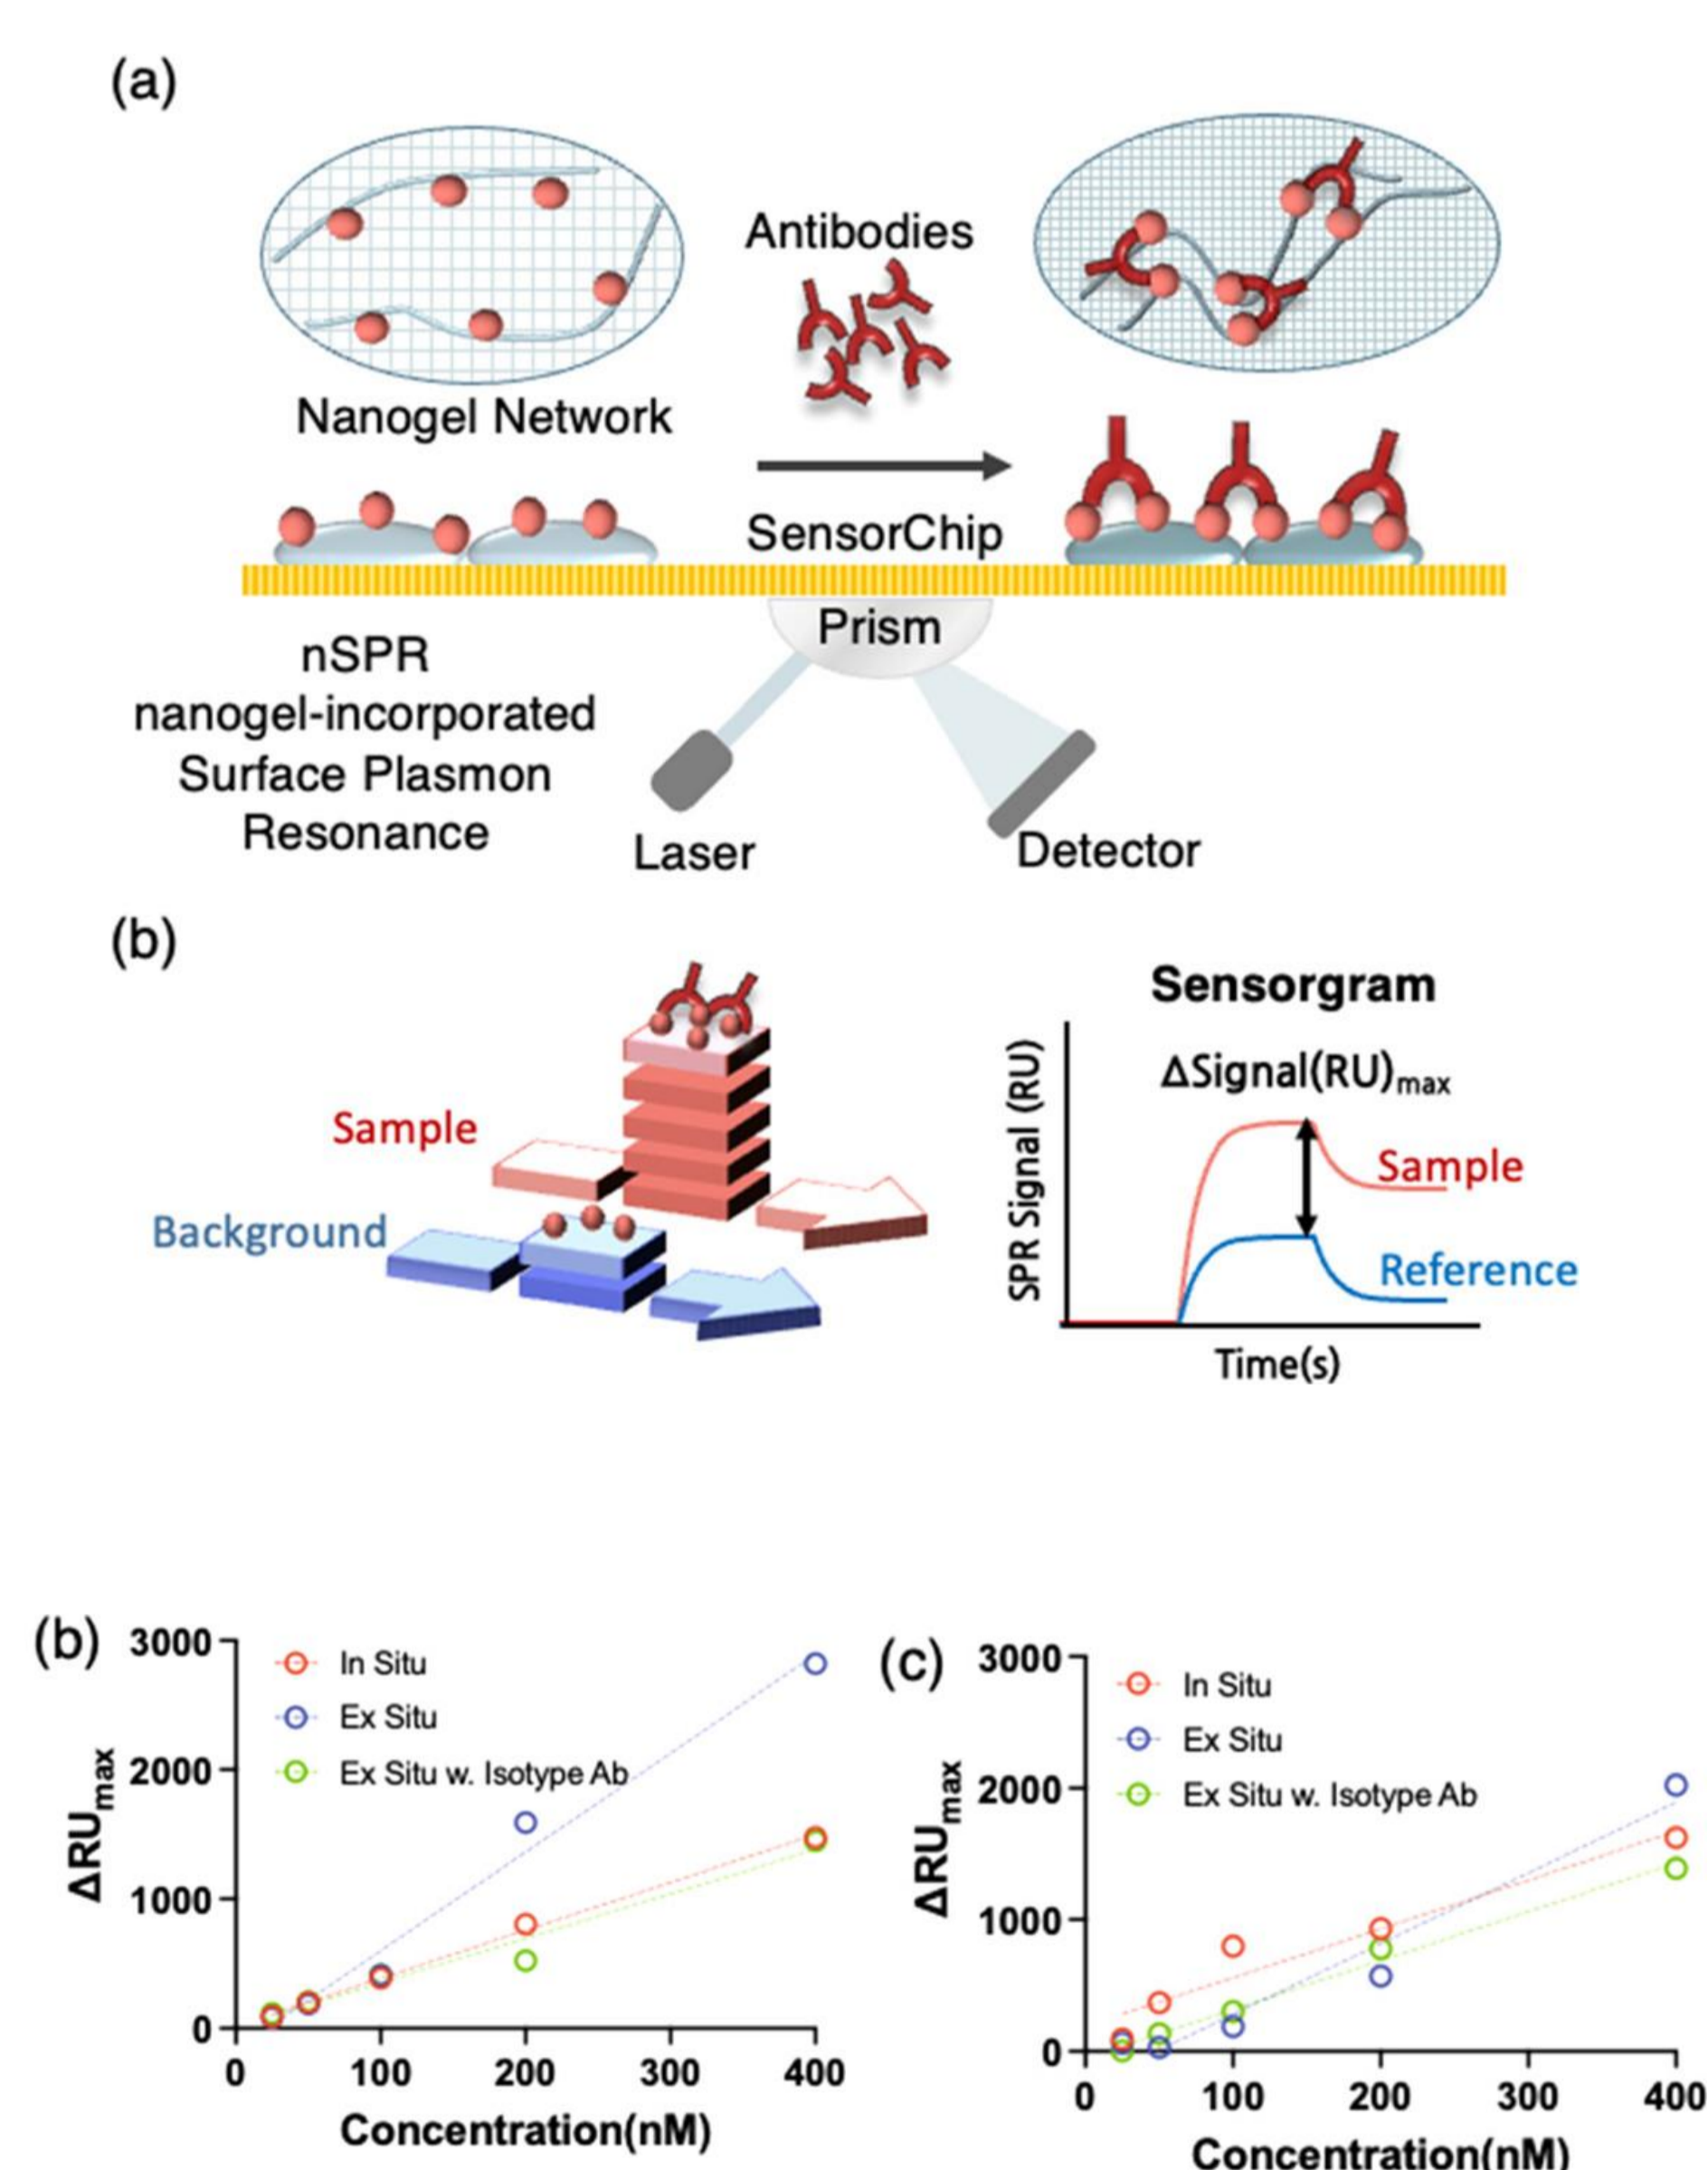 (a)
Antibodies
Nanogel Network
SensorChip
Prism
nSPR
nanogel-incorporated
Surface Plasmon
Resonance
Laser
Detector
(b)
Sample
Background
Sensorgram
ΔSignal(RU)max
SPR Signal (RU)
Sample
Reference
Time(s)
(b)
3000
2000
1000
0
ΔRUmax
In Situ
Ex Situ
Ex Situ w. Isotype Ab
0 100 200 300 400
Concentration(nM)
(c)
3000
2000
1000
0
ΔRUmax
In Situ
Ex Situ
Ex Situ w. Isotype Ab
0 100 200 300 400
Concentration(nM)